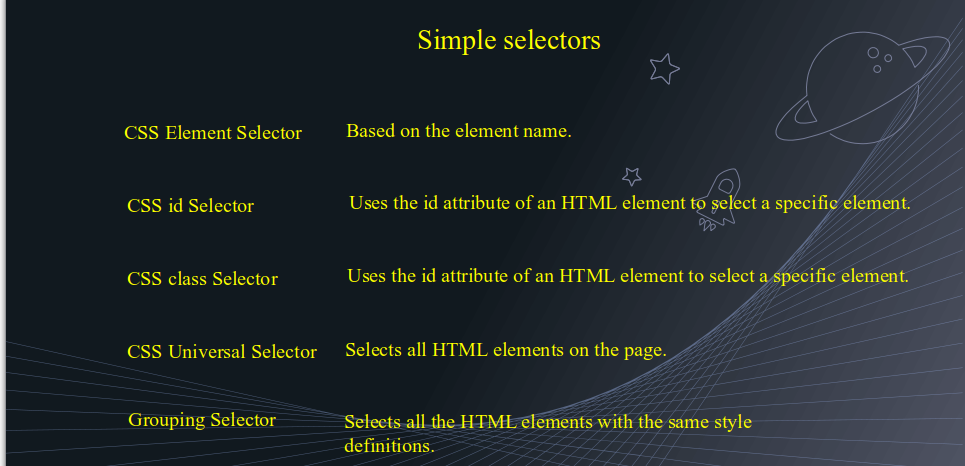 Simple selectors
CSS Element Selector Based on the element name.
CSS id Selector Uses the id attribute of an HTML element to select a specific element.
CSS class Selector Uses the id attribute of an HTML element to select a specific element.
CSS Universal Selector Selects all HTML elements on the page.
Grouping Selector Selects all the HTML elements with the same style
definitions.